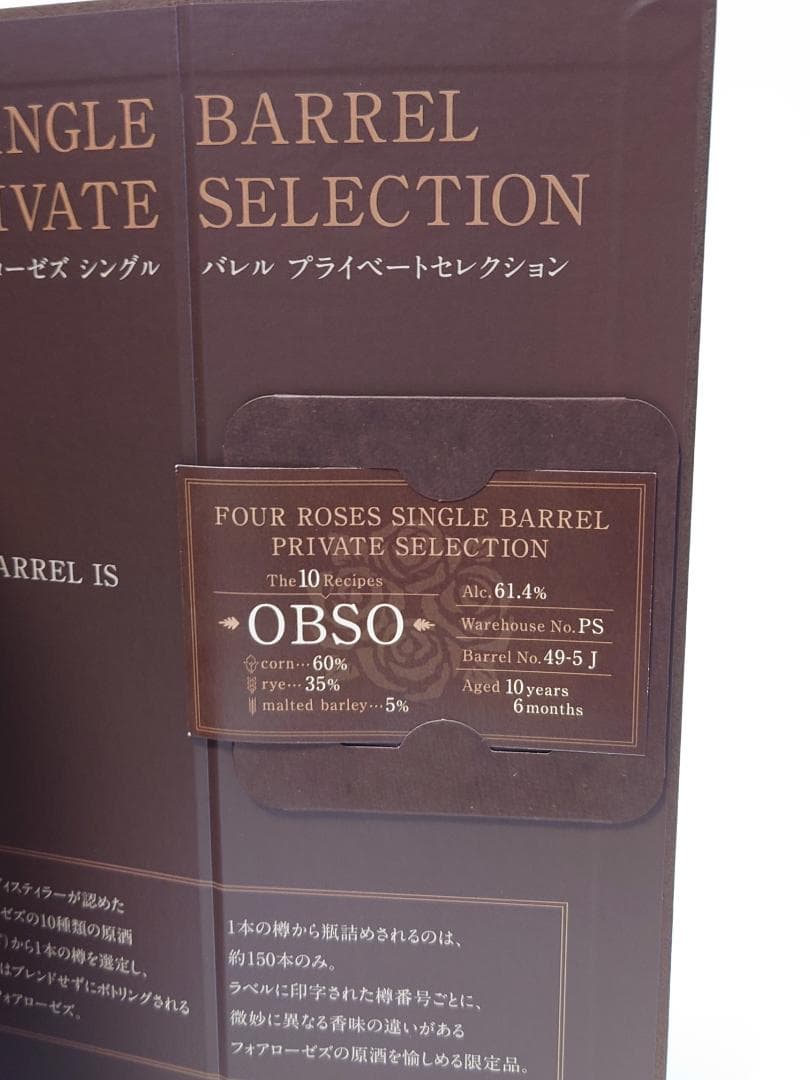 INGLE BARREL
IVATE SELECTION
ローゼズ シングル バレル プライベートセレクション
FOUR ROSES SINGLE BARREL
PRIVATE SELECTION
The 10 Recipes
OBSO
corn…60%
rye…35%
malted barley…5%
Alc.61.4%
Warehouse No.PS
Barrel No.49-5 J
Aged 10 years
6 months
ARREL IS
ィスティラーが認めた
ゼズの10種類の原酒
から1本の樽を選定し、
はブレンドせずにボトリングされる
フォアローゼズ。
1本の樽から瓶詰めされるのは、
約150本のみ。
ラベルに印字された樽番号ごとに、
微妙に異なる香味の違いがある
フォアローゼズの原酒を愉しめる限定品。